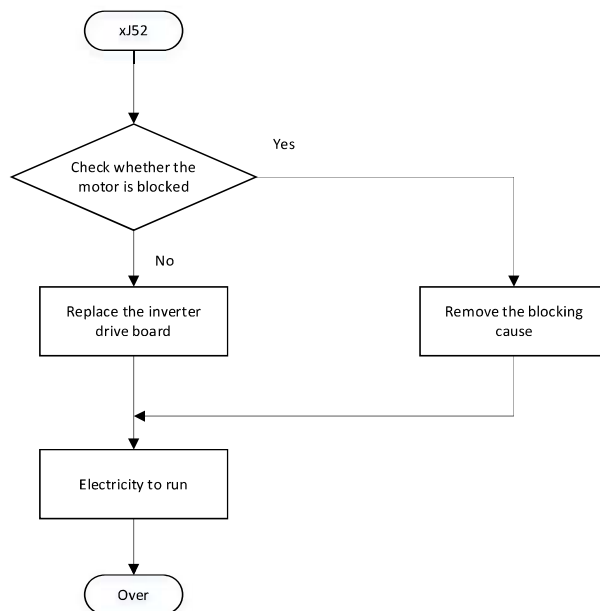 xJ52
Check whether the
motor is blocked
Yes
No
Replace the inverter
drive board
Remove the blocking
cause
Electricity to run
Over